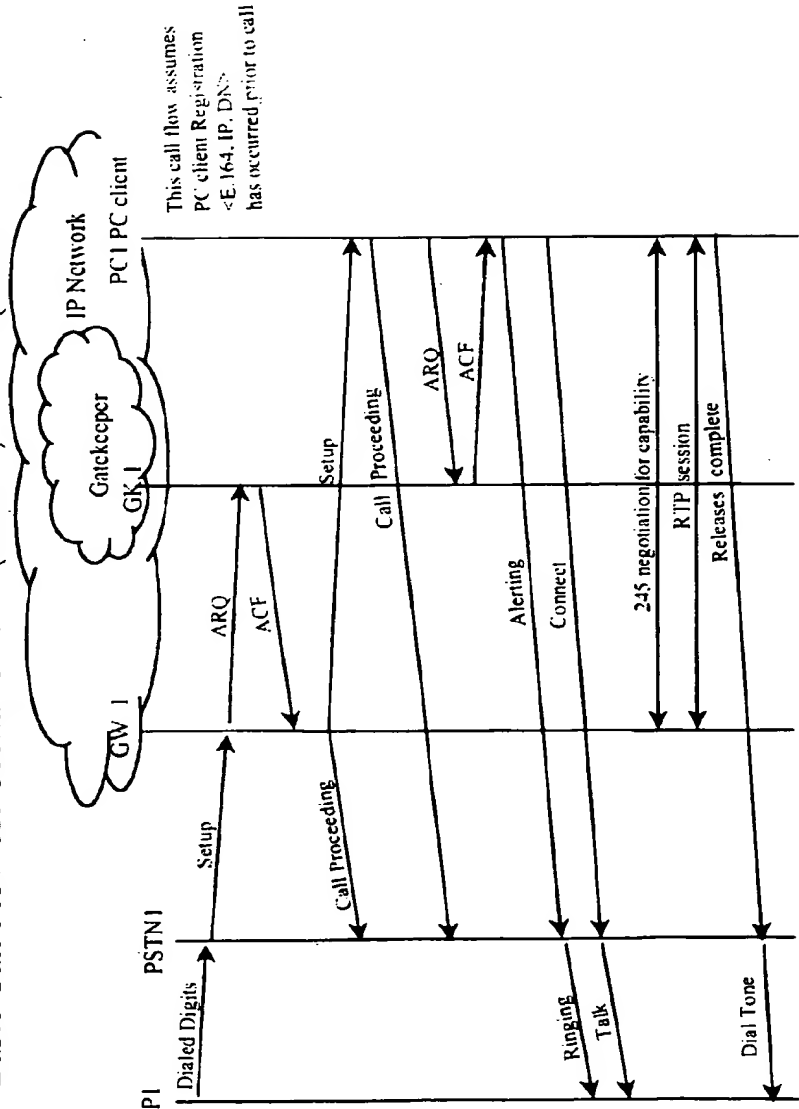 This call flow assumes
PC client Registration
<E.164, IP, DN>
has occurred prior to call
IP Network
PC1 PC client
Gatekeeper
GK 1
GW 1
PSTN1
P1
Dialed Digits
Setup
ARQ
ACF
Setup
Call Proceeding
Call Proceeding
ARQ
ACF
Alerting
Connect
Ringing
Talk
245 negotiation for capability
RTP session
Releases complete
Dial Tone